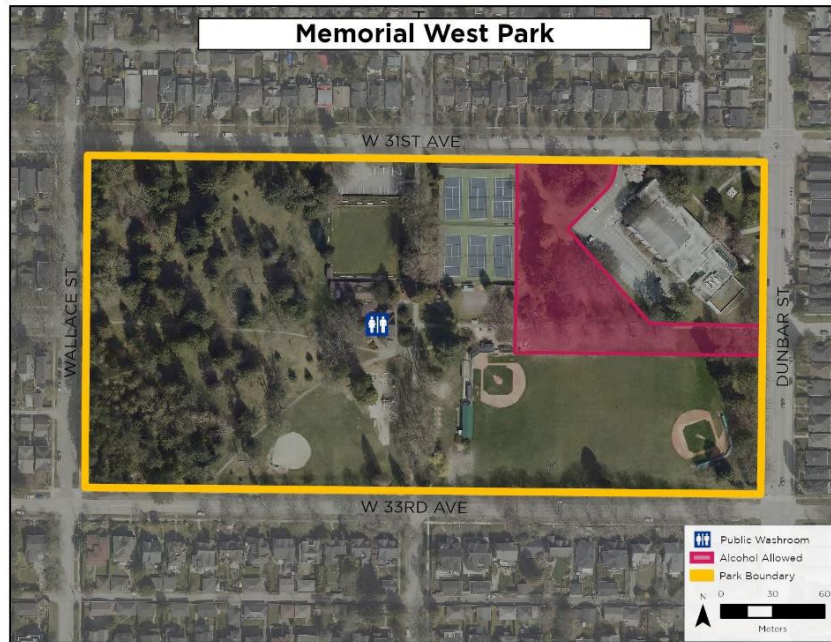 Memorial West Park
W 31ST AVE
WALLACE ST
DUNBAR ST
W 33RD AVE
Public Washroom
Alcohol Allowed
Park Boundary
N
0 30 60
Meters